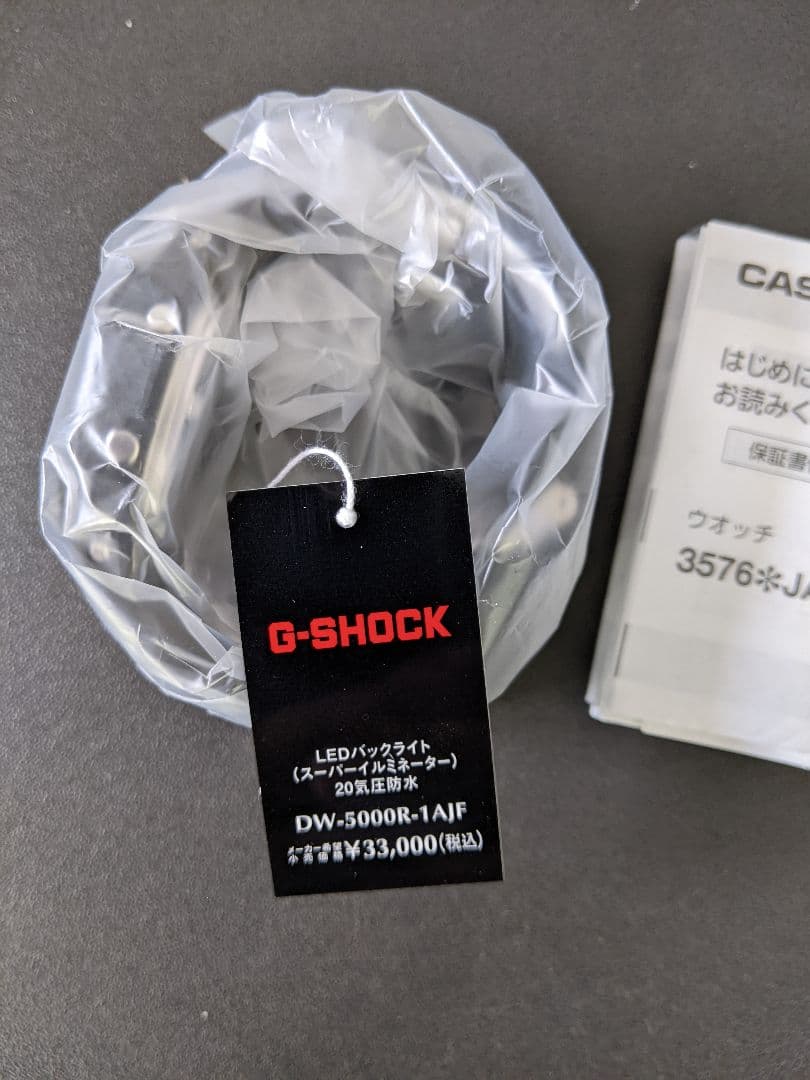 G-SHOCK
LEDバックライト
(スーパーイルミネーター)
20気圧防水
DW-5000R-1AJF
メーカー希望小売価格¥33,000(税込)
CAS
はじめに
お読みく
保証書
ウオッチ
3576*JA